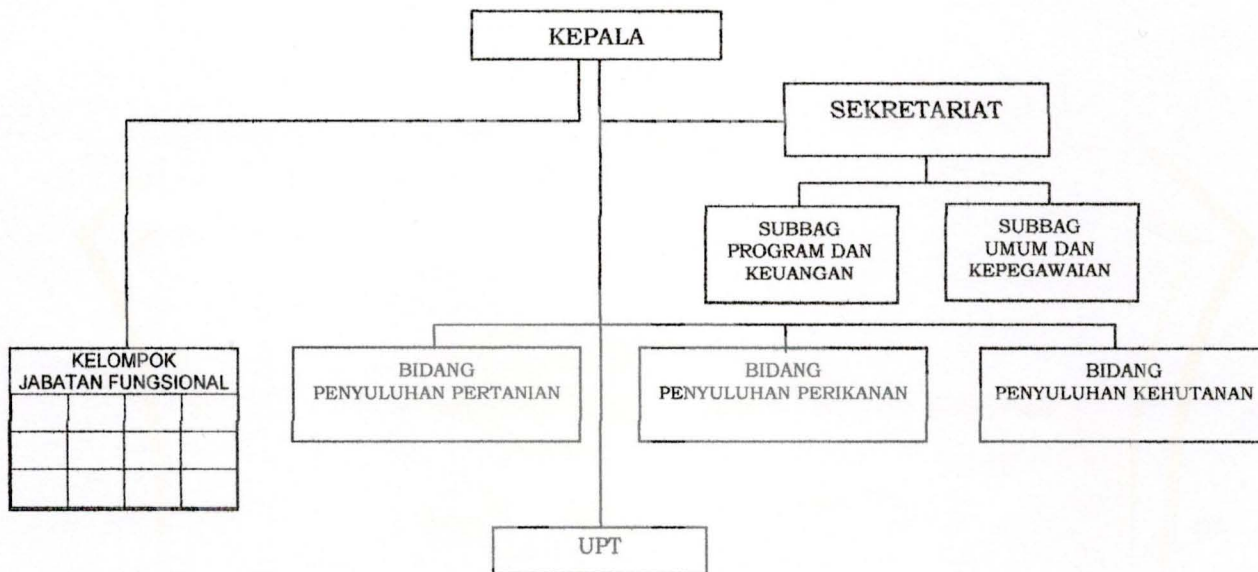 KEPALA
SEKRETARIAT
SUBBAG
PROGRAM DAN
KEUANGAN
SUBBAG
UMUM DAN
KEPEGAWAIAN
KELOMPOK
JABATAN FUNGSIONAL
BIDANG
PENYULUHAN PERTANIAN
BIDANG
PENYULUHAN PERIKANAN
BIDANG
PENYULUHAN KEHUTANAN
UPT